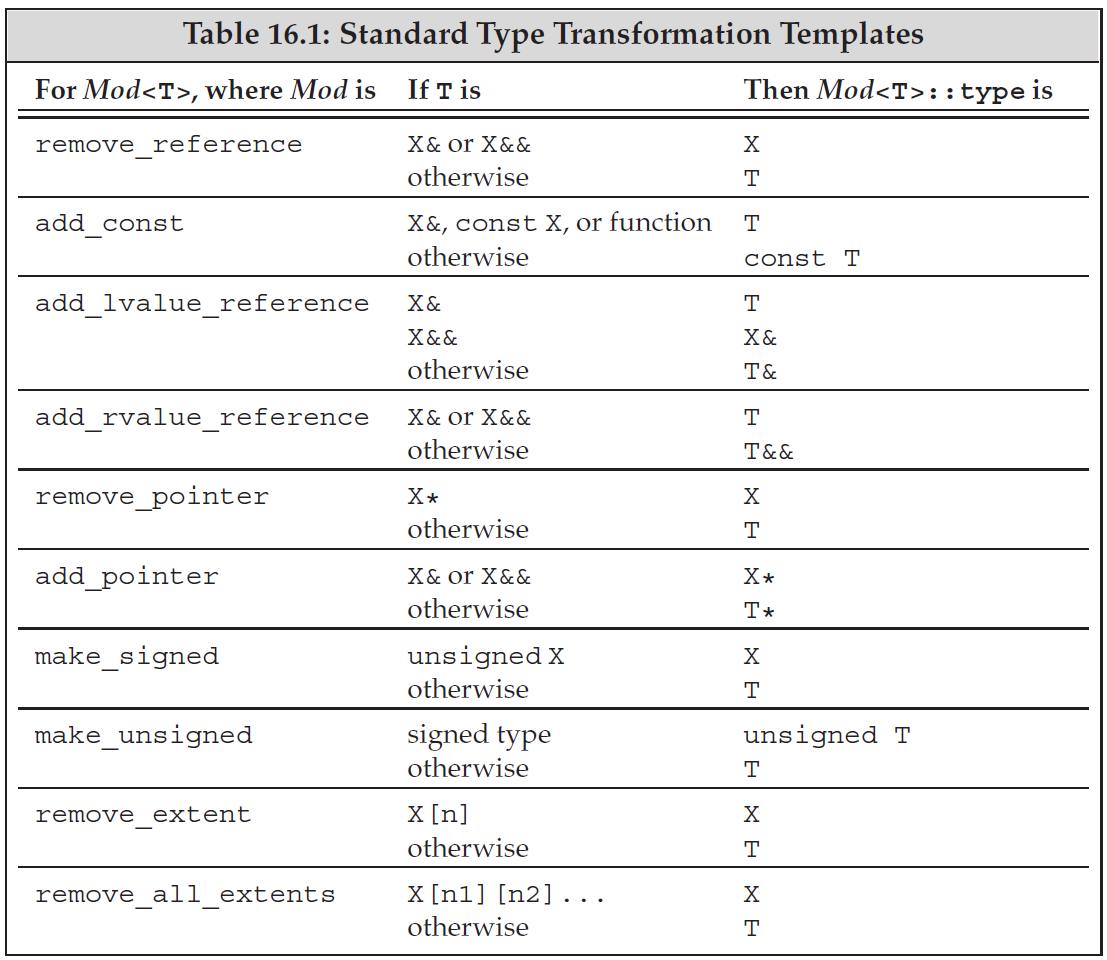 Table 16.1: Standard Type Transformation Templates
For Mod<T>, where Mod is If T is Then Mod<T>::type is
remove_reference X& or X&& X
otherwise T
add_const X&, const X, or function T
otherwise const T
add_lvalue_reference X& T
X&& X&
otherwise T&
add_rvalue_reference X& or X&& T
otherwise T&&
remove_pointer X* X
otherwise T
add_pointer X& or X&& X*
otherwise T*
make_signed unsigned X X
otherwise T
make_unsigned signed type unsigned T
otherwise T
remove_extent X[n] X
otherwise T
remove_all_extents X[n1][n2]... X
otherwise T